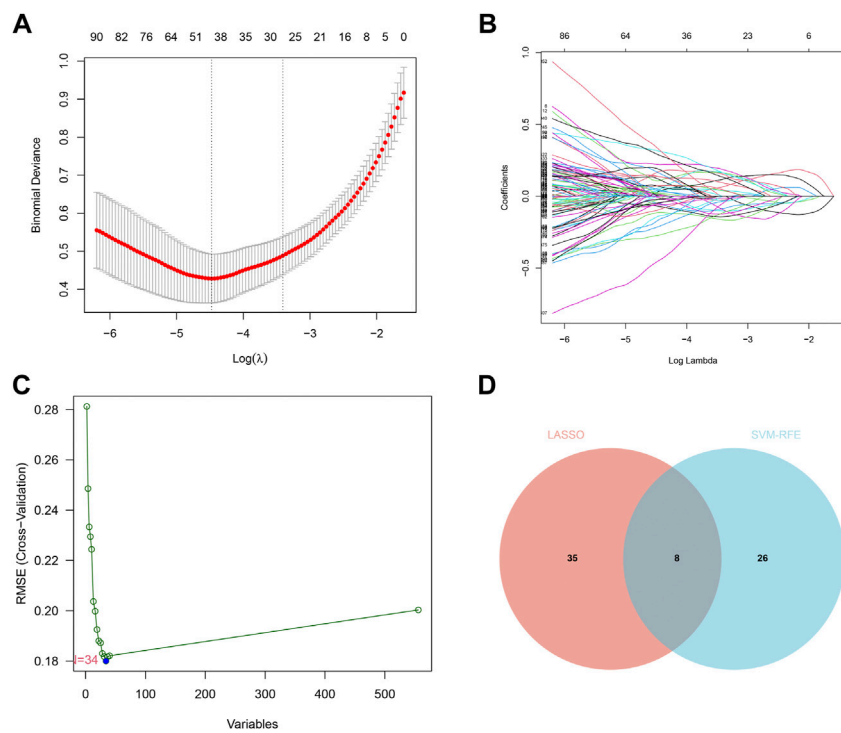 A
90 82 76 64 51 38 35 30 25 21 16 8 5 0
1.0
0.9
0.8
0.7
0.6
0.5
0.4
Binomial Deviance
−6 −5 −4 −3 −2
Log(λ)
B
86 64 36 23 6
1.0
0.5
0.0
−0.5
Coefficients
−6 −5 −4 −3 −2
Log Lambda
C
0.28
0.26
0.24
0.22
0.20
0.18
RMSE (Cross−Validation)
=34
0 100 200 300 400 500
Variables
D
LASSO SVM-RFE
35 8 26